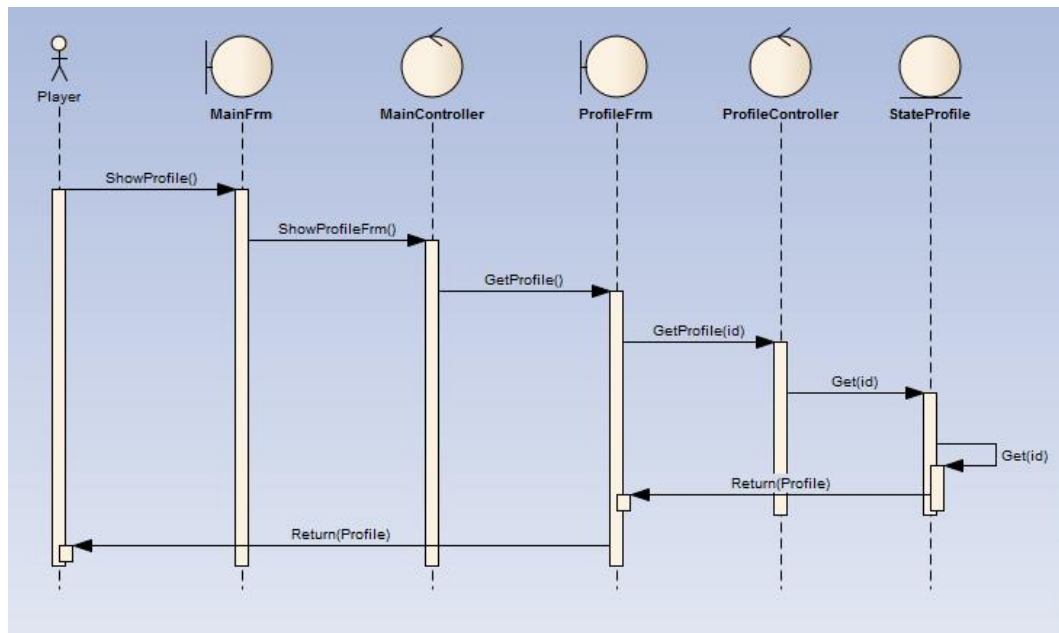 Player
MainFrm
MainController
ProfileFrm
ProfileController
StateProfile
ShowProfile()
ShowProfileFrm()
GetProfile()
GetProfile(id)
Get(id)
Get(id)
Return(Profile)
Return(Profile)